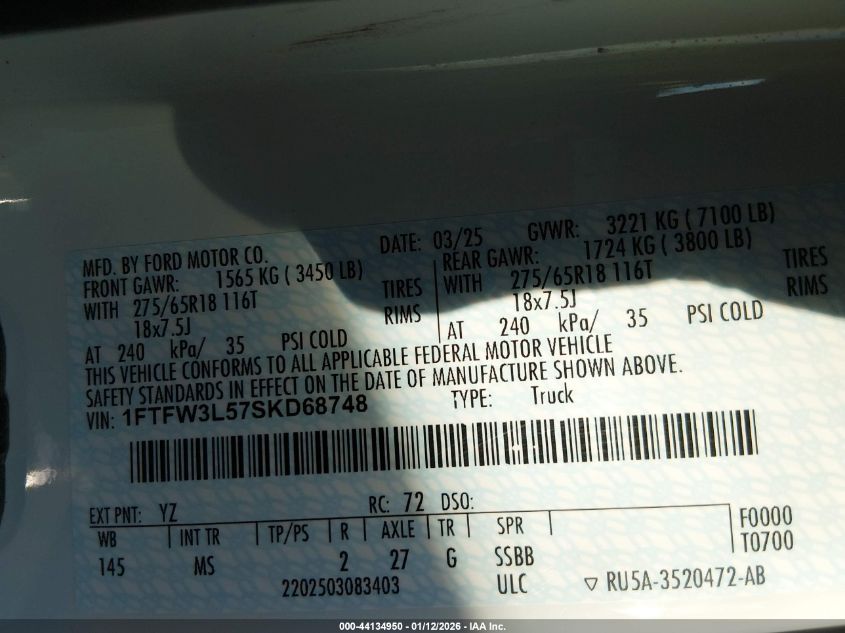 MFD. BY FORD MOTOR CO. DATE: 03/25 GVWR: 3221 KG ( 7100 LB)
FRONT GAWR: 1565 KG ( 3450 LB) REAR GAWR: 1724 KG ( 3800 LB)
WITH 275/65R18 116T TIRES WITH 275/65R18 116T TIRES
18x7.5J RIMS 18x7.5J RIMS
AT 240 kPa/ 35 PSI COLD AT 240 kPa/ 35 PSI COLD
THIS VEHICLE CONFORMS TO ALL APPLICABLE FEDERAL MOTOR VEHICLE
SAFETY STANDARDS IN EFFECT ON THE DATE OF MANUFACTURE SHOWN ABOVE.
VIN: 1FTFW3L57SKD68748 TYPE: Truck
EXT PNT: YZ RC: 72 DSO:
WB INT TR TP/PS R AXLE TR SPR F0000
145 MS 2 27 G SSBB T0700
2202503083403 ULC ▽ RU5A-3520472-AB
000-44134950 - 01/12/2026 - IAA Inc.